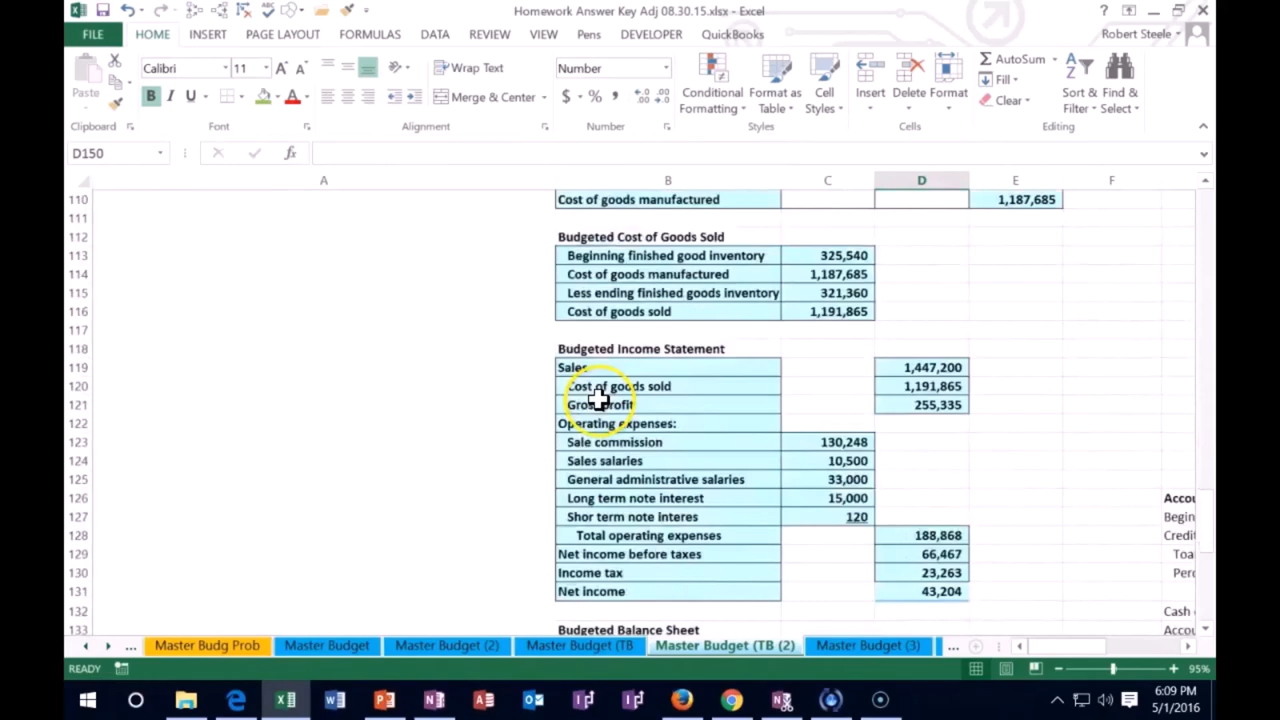 Homework Answer Key Adj 08.30.15.xlsx - Excel
FILE HOME INSERT PAGE LAYOUT FORMULAS DATA REVIEW VIEW Pens DEVELOPER QuickBooks Robert Steele
Calibri 11 A A Wrap Text Number AutoSum
Paste B I U A Merge & Center $ % , Conditional Formatting Format as Table Cell Styles Insert Delete Format Fill Clear Sort & Filter Find & Select
Clipboard Font Alignment Number Styles Cells Editing
D150 fx
A B C D E F
110 Cost of goods manufactured 1,187,685
111
112 Budgeted Cost of Goods Sold
113 Beginning finished good inventory 325,540
114 Cost of goods manufactured 1,187,685
115 Less ending finished goods inventory 321,360
116 Cost of goods sold 1,191,865
117
118 Budgeted Income Statement
119 Sales 1,447,200
120 Cost of goods sold 1,191,865
121 Gross profit 255,335
122 Operating expenses:
123 Sale commission 130,248
124 Sales salaries 10,500
125 General administrative salaries 33,000
126 Long term note interest 15,000 Accou
127 Shor term note interes 120 Begin
128 Total operating expenses 188,868 Credit
129 Net income before taxes 66,467 Toa
130 Income tax 23,263 Perc
131 Net income 43,204
132 Cash
133 Budgeted Balance Sheet Accou
... Master Budg Prob Master Budget Master Budget (2) Master Budget (TB Master Budget (TB (2) Master Budget (3) ...
READY 95%
6:09 PM
5/1/2016